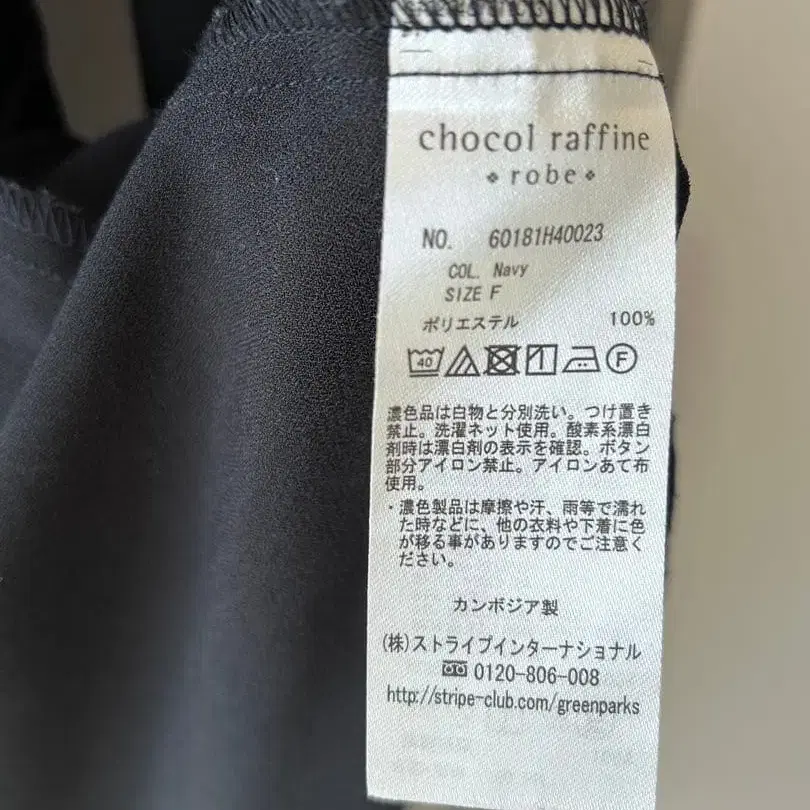 chocol raffine
robe
NO. 60181H40023
COL. Navy
SIZE F
ポリエステル 100%
40 F
濃色品は白物と分別洗い。つけ置き
禁止。洗濯ネット使用。酸素系漂白
剤時は漂白剤の表示を確認。ボタン
部分アイロン禁止。アイロンあて布
使用。
・濃色製品は摩擦や汗、雨等で濡れ
た時などに、他の衣料や下着に色
が移る事がありますのでご注意く
ださい。
カンボジア製
(株)ストライプインターナショナル
0120-806-008
http://stripe-club.com/greenparks